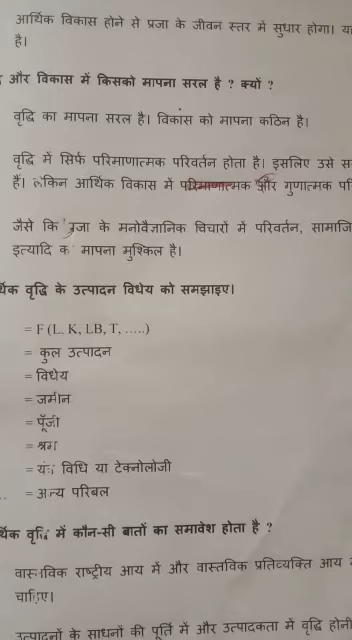 आर्थिक विकास होने से प्रजा के जीवन स्तर में सुधार होगा।
है।
और विकास में किसको मापना सरल है ? क्यों ?
वृद्धि का मापना सरल है। विकास को मापना कठिन है।
वृद्धि में सिर्फ परिमाणात्मक परिवर्तन होता है। इसलिए उसे
हैं। लेकिन आर्थिक विकास में परिमाणात्मक और गुणात्मक
जैसे कि प्रजा के मनोवैज्ञानिक विचारों में परिवर्तन,
इत्यादि का मापना मुश्किल है।
वृद्धि के उत्पादन विधेय को समझाइए।
= F (L. K, LB, T, .....)
= कुल उत्पादन
= विधेय
= जमीन
= पूँजी
= श्रम
= यंत्र विधि या टेक्नोलोजी
= अन्य परिबल
वृद्धि में कौन-सी बातों का समावेश होता है ?
वास्तविक राष्ट्रीय आय में और वास्तविक प्रतिव्यक्ति आय
चाहिए।
उत्पादनों के साधनों की पूर्ति में और उत्पादकता में वृद्धि होनी